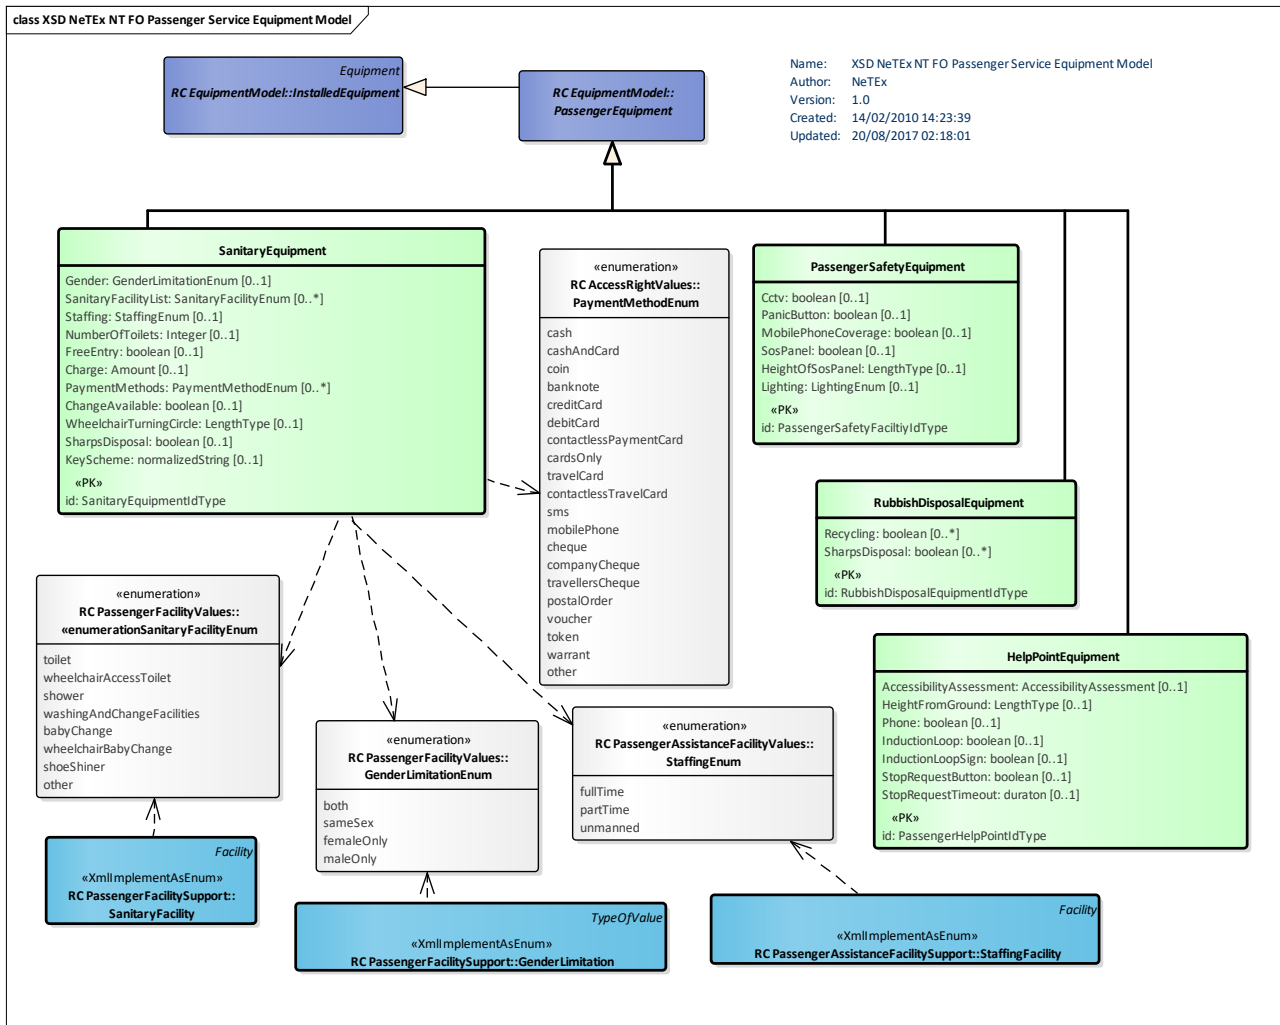 class XSD NeTEx NT FO Passenger Service Equipment Model
Equipment
RC EquipmentModel::InstalledEquipment
RC EquipmentModel::
PassengerEquipment
Name: XSD NeTEx NT FO Passenger Service Equipment Model
Author: NeTEx
Version: 1.0
Created: 14/02/2010 14:23:39
Updated: 20/08/2017 02:18:01
SanitaryEquipment
Gender: GenderLimitationEnum [0..1]
SanitaryFacilityList: SanitaryFacilityEnum [0..*]
Staffing: StaffingEnum [0..1]
NumberOfToilets: Integer [0..1]
FreeEntry: boolean [0..1]
Charge: Amount [0..1]
PaymentMethods: PaymentMethodEnum [0..*]
ChangeAvailable: boolean [0..1]
WheelchairTurningCircle: LengthType [0..1]
SharpsDisposal: boolean [0..1]
KeyScheme: normalizedString [0..1]
«PK»
id: SanitaryEquipmentIdType
«enumeration»
RC AccessRightValues::
PaymentMethodEnum
cash
cashAndCard
coin
banknote
creditCard
debitCard
contactlessPaymentCard
cardsOnly
travelCard
contactlessTravelCard
sms
mobilePhone
cheque
companyCheque
travellersCheque
postalOrder
voucher
token
warrant
other
PassengerSafetyEquipment
Cctv: boolean [0..1]
PanicButton: boolean [0..1]
MobilePhoneCoverage: boolean [0..1]
SosPanel: boolean [0..1]
HeightOfSosPanel: LengthType [0..1]
Lighting: LightingEnum [0..1]
«PK»
id: PassengerSafetyFaciltiyIdType
RubbishDisposalEquipment
Recycling: boolean [0..*]
SharpsDisposal: boolean [0..*]
«PK»
id: RubbishDisposalEquipmentIdType
«enumeration»
RC PassengerFacilityValues::
«enumerationSanitaryFacilityEnum
toilet
wheelchairAccessToilet
shower
washingAndChangeFacilities
babyChange
wheelchairBabyChange
shoeShiner
other
«enumeration»
RC PassengerFacilityValues::
GenderLimitationEnum
both
sameSex
femaleOnly
maleOnly
«enumeration»
RC PassengerAssistanceFacilityValues::
StaffingEnum
fullTime
partTime
unmanned
HelpPointEquipment
AccessibilityAssessment: AccessibilityAssessment [0..1]
HeightFromGround: LengthType [0..1]
Phone: boolean [0..1]
InductionLoop: boolean [0..1]
InductionLoopSign: boolean [0..1]
StopRequestButton: boolean [0..1]
StopRequestTimeout: duraton [0..1]
«PK»
id: PassengerHelpPointIdType
Facility
«XmlImplementAsEnum»
RC PassengerFacilitySupport::
SanitaryFacility
TypeOfValue
«XmlImplementAsEnum»
RC PassengerFacilitySupport::GenderLimitation
Facility
«XmlImplementAsEnum»
RC PassengerAssistanceFacilitySupport::StaffingFacility